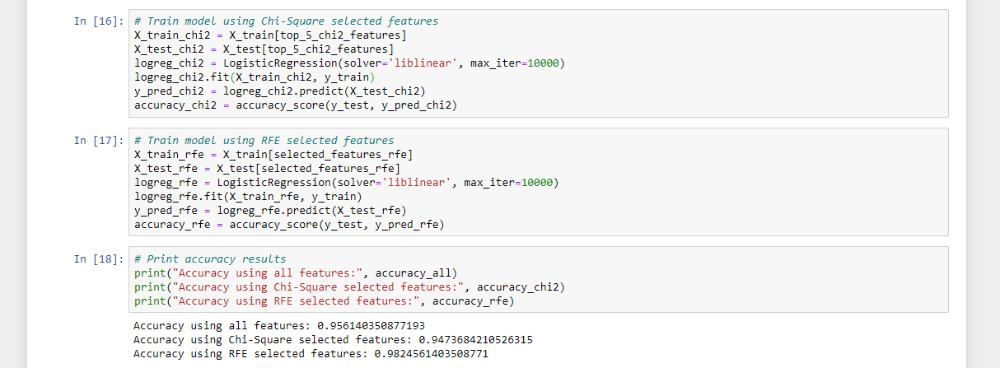 In [16]: # Train model using Chi-Square selected features
X_train_chi2 = X_train[top_5_chi2_features]
X_test_chi2 = X_test[top_5_chi2_features]
logreg_chi2 = LogisticRegression(solver='liblinear', max_iter=10000)
logreg_chi2.fit(X_train_chi2, y_train)
y_pred_chi2 = logreg_chi2.predict(X_test_chi2)
accuracy_chi2 = accuracy_score(y_test, y_pred_chi2)
In [17]: # Train model using RFE selected features
X_train_rfe = X_train[selected_features_rfe]
X_test_rfe = X_test[selected_features_rfe]
logreg_rfe = LogisticRegression(solver='liblinear', max_iter=10000)
logreg_rfe.fit(X_train_rfe, y_train)
y_pred_rfe = logreg_rfe.predict(X_test_rfe)
accuracy_rfe = accuracy_score(y_test, y_pred_rfe)
In [18]: # Print accuracy results
print("Accuracy using all features:", accuracy_all)
print("Accuracy using Chi-Square selected features:", accuracy_chi2)
print("Accuracy using RFE selected features:", accuracy_rfe)
Accuracy using all features: 0.956140350877193
Accuracy using Chi-Square selected features: 0.9473684210526315
Accuracy using RFE selected features: 0.9824561403508771